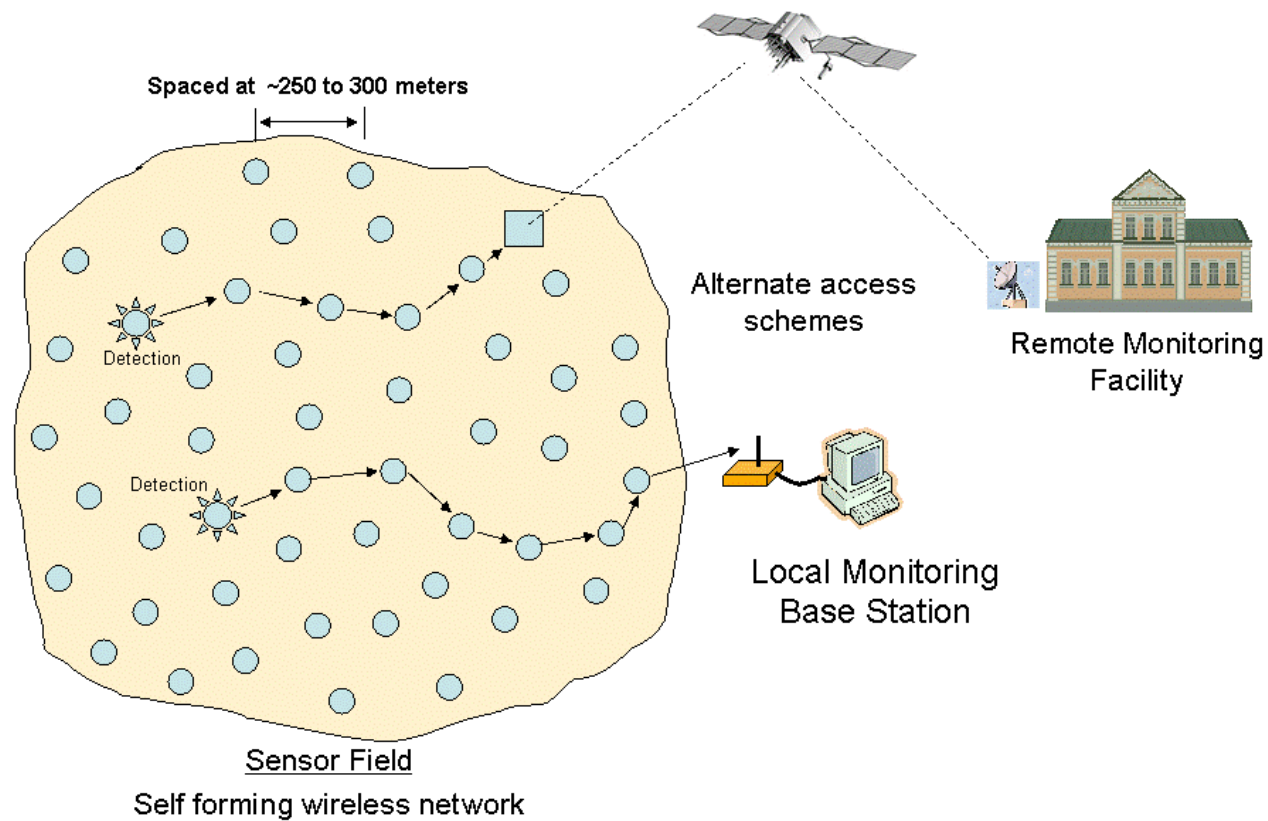 Spaced at ~250 to 300 meters
Alternate access
schemes
Remote Monitoring
Facility
Detection
Detection
Local Monitoring
Base Station
Sensor Field
Self forming wireless network